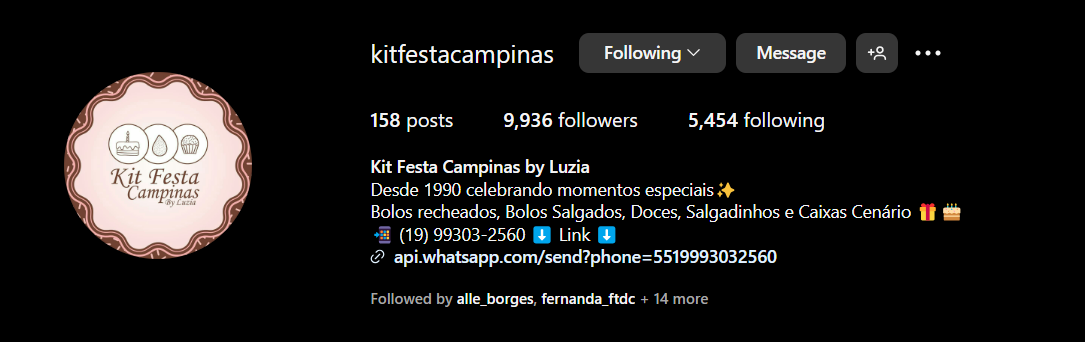 kitfestacampinas Following Message
158 posts 9,936 followers 5,454 following
Kit Festa
Campinas
By Luzia
Kit Festa Campinas by Luzia
Desde 1990 celebrando momentos especiais✨
Bolos recheados, Bolos Salgados, Doces, Salgadinhos e Caixas Cenário 🎁🎂
📲 (19) 99303-2560 ⬇️ Link ⬇️
api.whatsapp.com/send?phone=5519993032560
Followed by alle_borges, fernanda_ftdc + 14 more